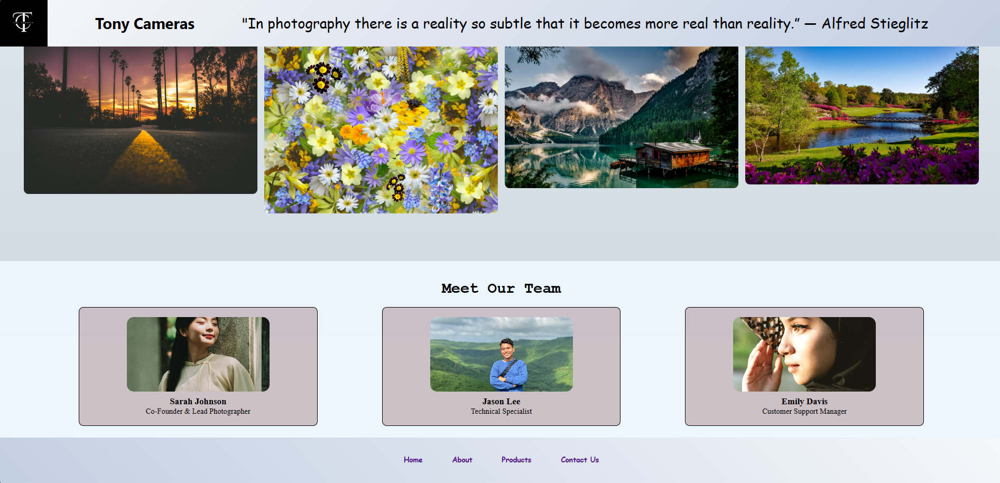 Tony Cameras
"In photography there is a reality so subtle that it becomes more real than reality.” — Alfred Stieglitz
Meet Our Team
Sarah Johnson
Co-Founder & Lead Photographer
Jason Lee
Technical Specialist
Emily Davis
Customer Support Manager
Home About Products Contact Us